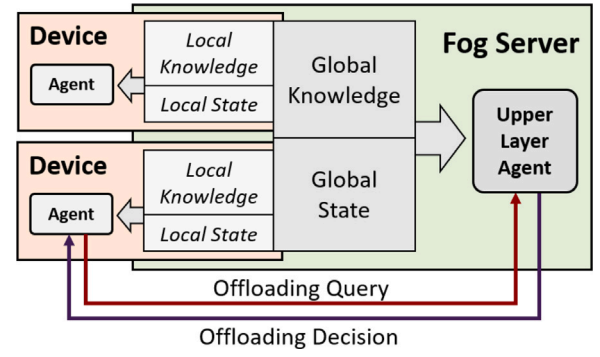 Device
Agent
Local
Knowledge
Local State
Global
Knowledge
Fog Server
Upper
Layer
Agent
Device
Agent
Local
Knowledge
Local State
Global
State
Offloading Query
Offloading Decision